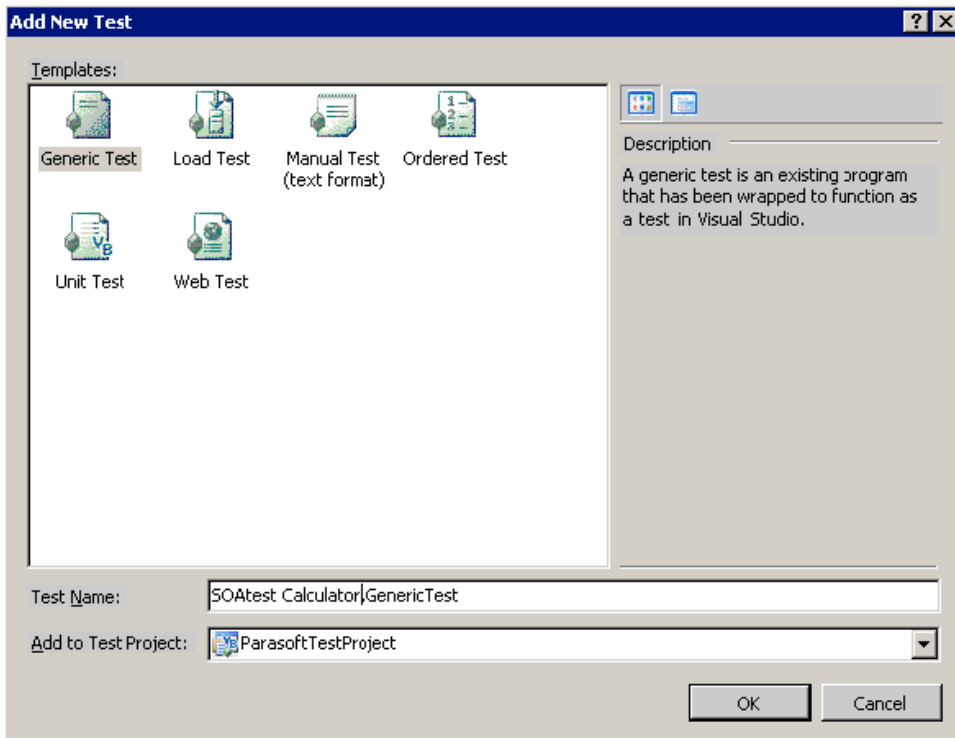 Add New Test
Templates:
Generic Test
Load Test
Manual Test
(text format)
Ordered Test
Unit Test
Web Test
Description
A generic test is an existing program
that has been wrapped to function as
a test in Visual Studio.
Test Name:
SOAtest Calculator.GenericTest
Add to Test Project:
ParasoftTestProject
OK
Cancel